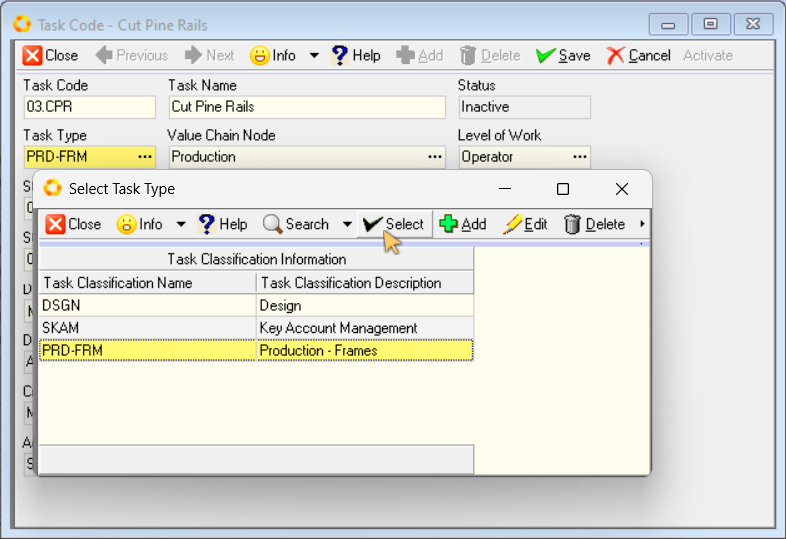 Task Code - Cut Pine Rails
Close Previous Next Info Help Add Delete Save Cancel Activate
Task Code Task Name Status
03.CPR Cut Pine Rails Inactive
Task Type Value Chain Node Level of Work
PRD-FRM ... Production ... Operator ...
Select Task Type
Close Info Help Search Select Add Edit Delete
Task Classification Information
Task Classification Name Task Classification Description
DSGN Design
SKAM Key Account Management
PRD-FRM Production - Frames